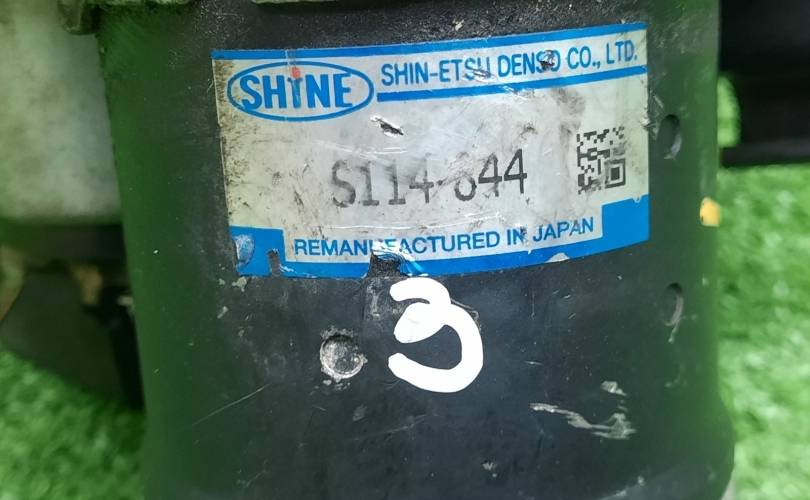 SHINE
SHIN-ETSU DENSO CO., LTD.
S114-844
REMANUFACTURED IN JAPAN
3